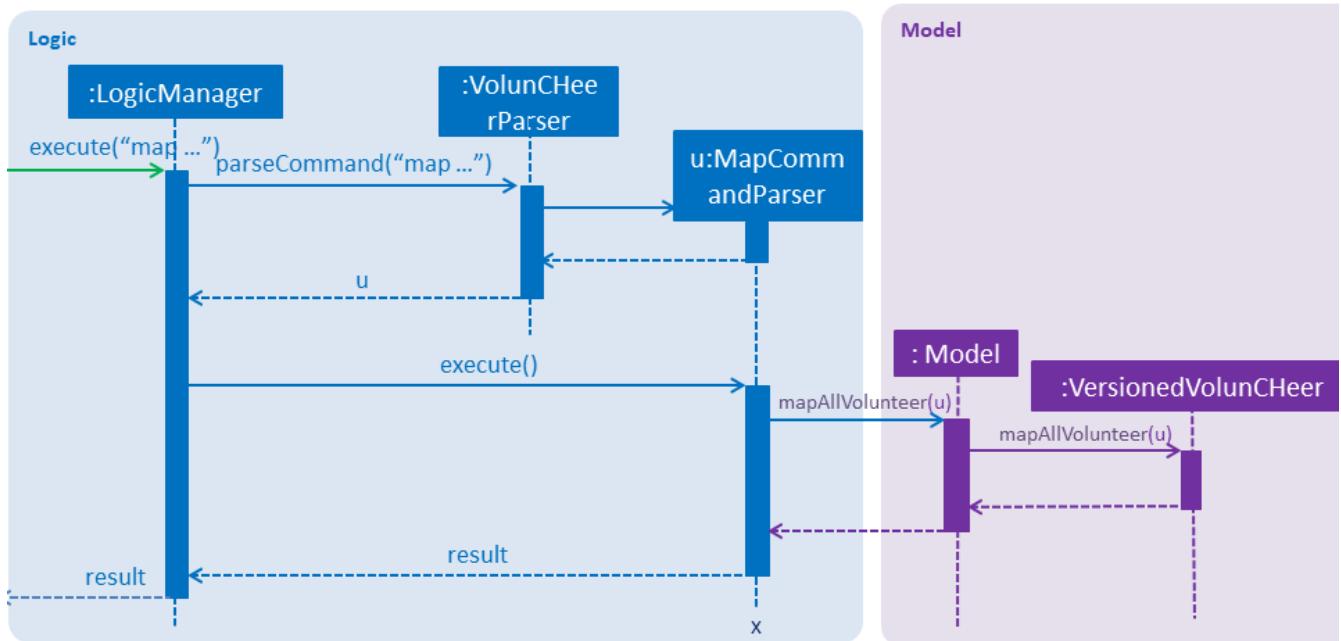 Logic
Model
:LogicManager
:VolunCHee
rParser
execute(“map …”)
parseCommand(“map …”)
u:MapComm
andParser
u
: Model
execute()
:VersionedVolunCHeer
mapAllVolunteer(u)
mapAllVolunteer(u)
result
result
x